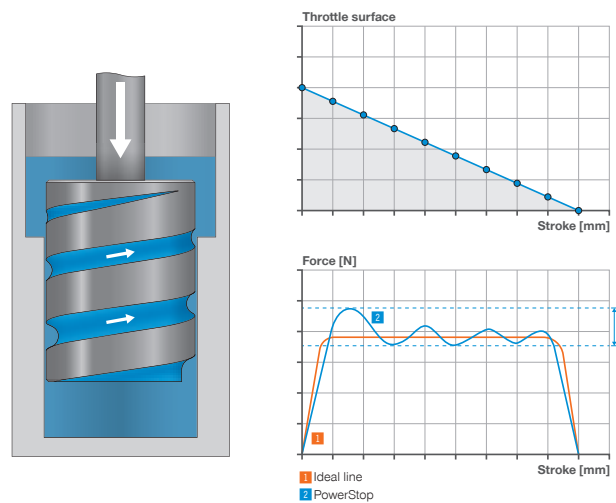 Throttle surface
Stroke [mm]
Force [N]
2
1
Stroke [mm]
1 Ideal line
2 PowerStop